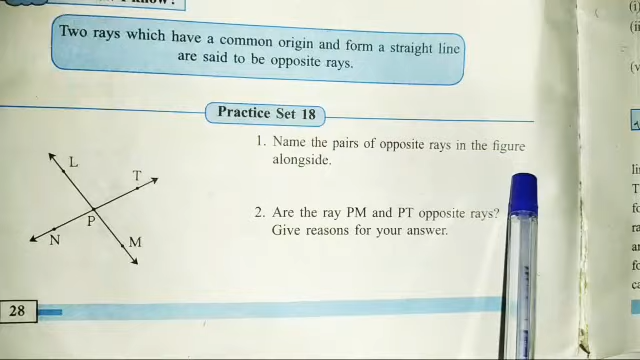 Two rays which have a common origin and form a straight line
are said to be opposite rays.
Practice Set 18
1. Name the pairs of opposite rays in the figure
alongside.
L
T
P
N
M
2. Are the ray PM and PT opposite rays?
Give reasons for your answer.
28